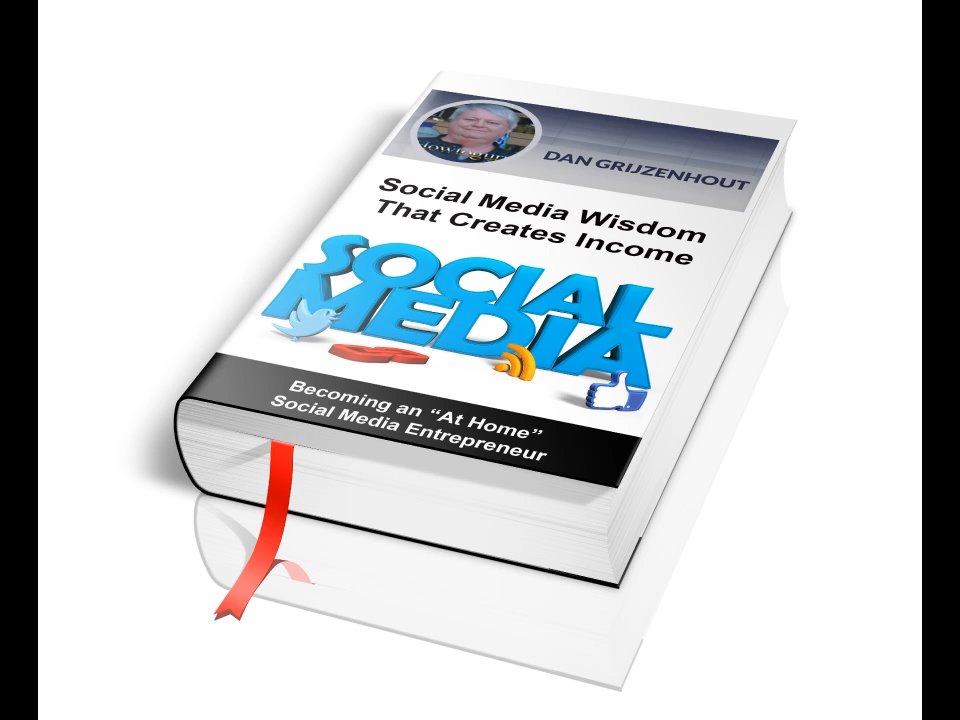 DAN GRIJZENHOUT
Social Media Wisdom
That Creates Income
SOCIAL
MEDIA
Becoming an “At Home”
Social Media Entrepreneur